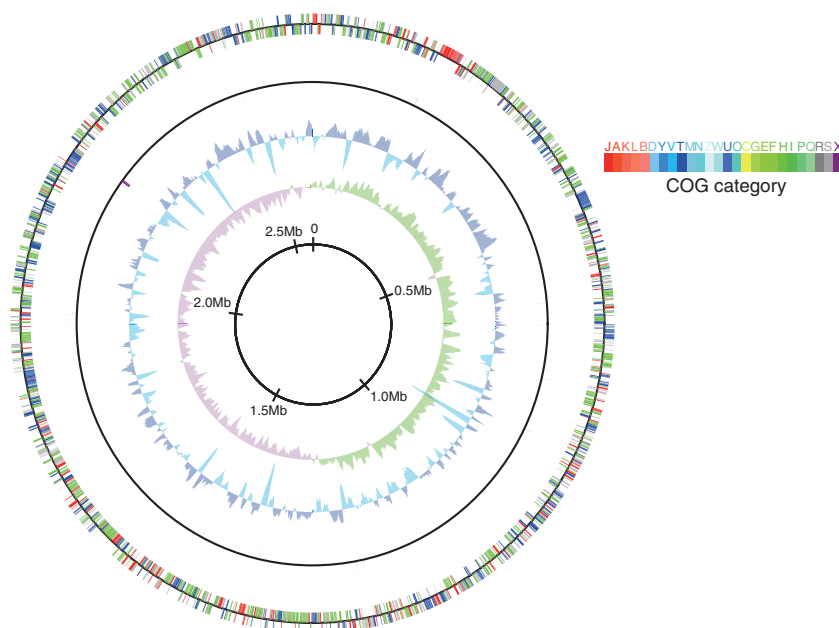 JAKLBDYVTMNZWUOCGEFHIPQRSX
COG category
0
2.5Mb
0.5Mb
2.0Mb
1.0Mb
1.5Mb